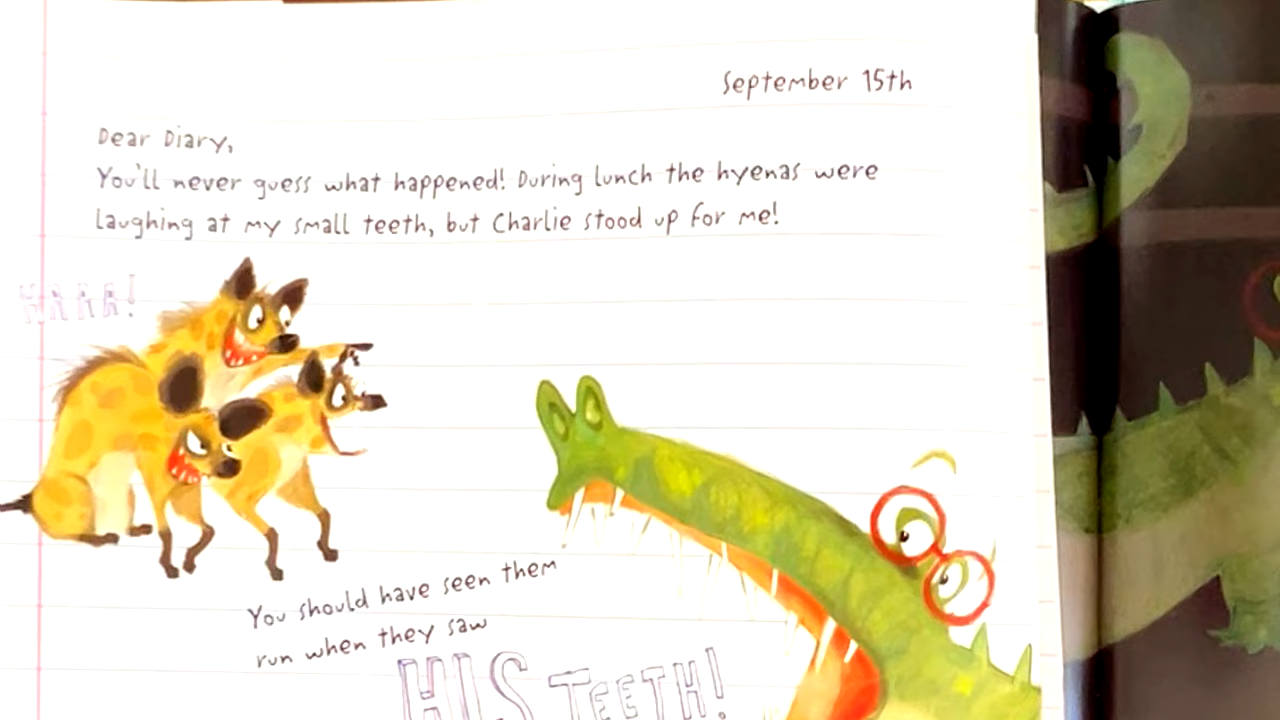 September 15th
Dear Diary,
You'll never guess what happened! During lunch the hyenas were
laughing at my small teeth, but Charlie stood up for me!
HAAA!
You should have seen them
run when they saw
HIS TEETH!